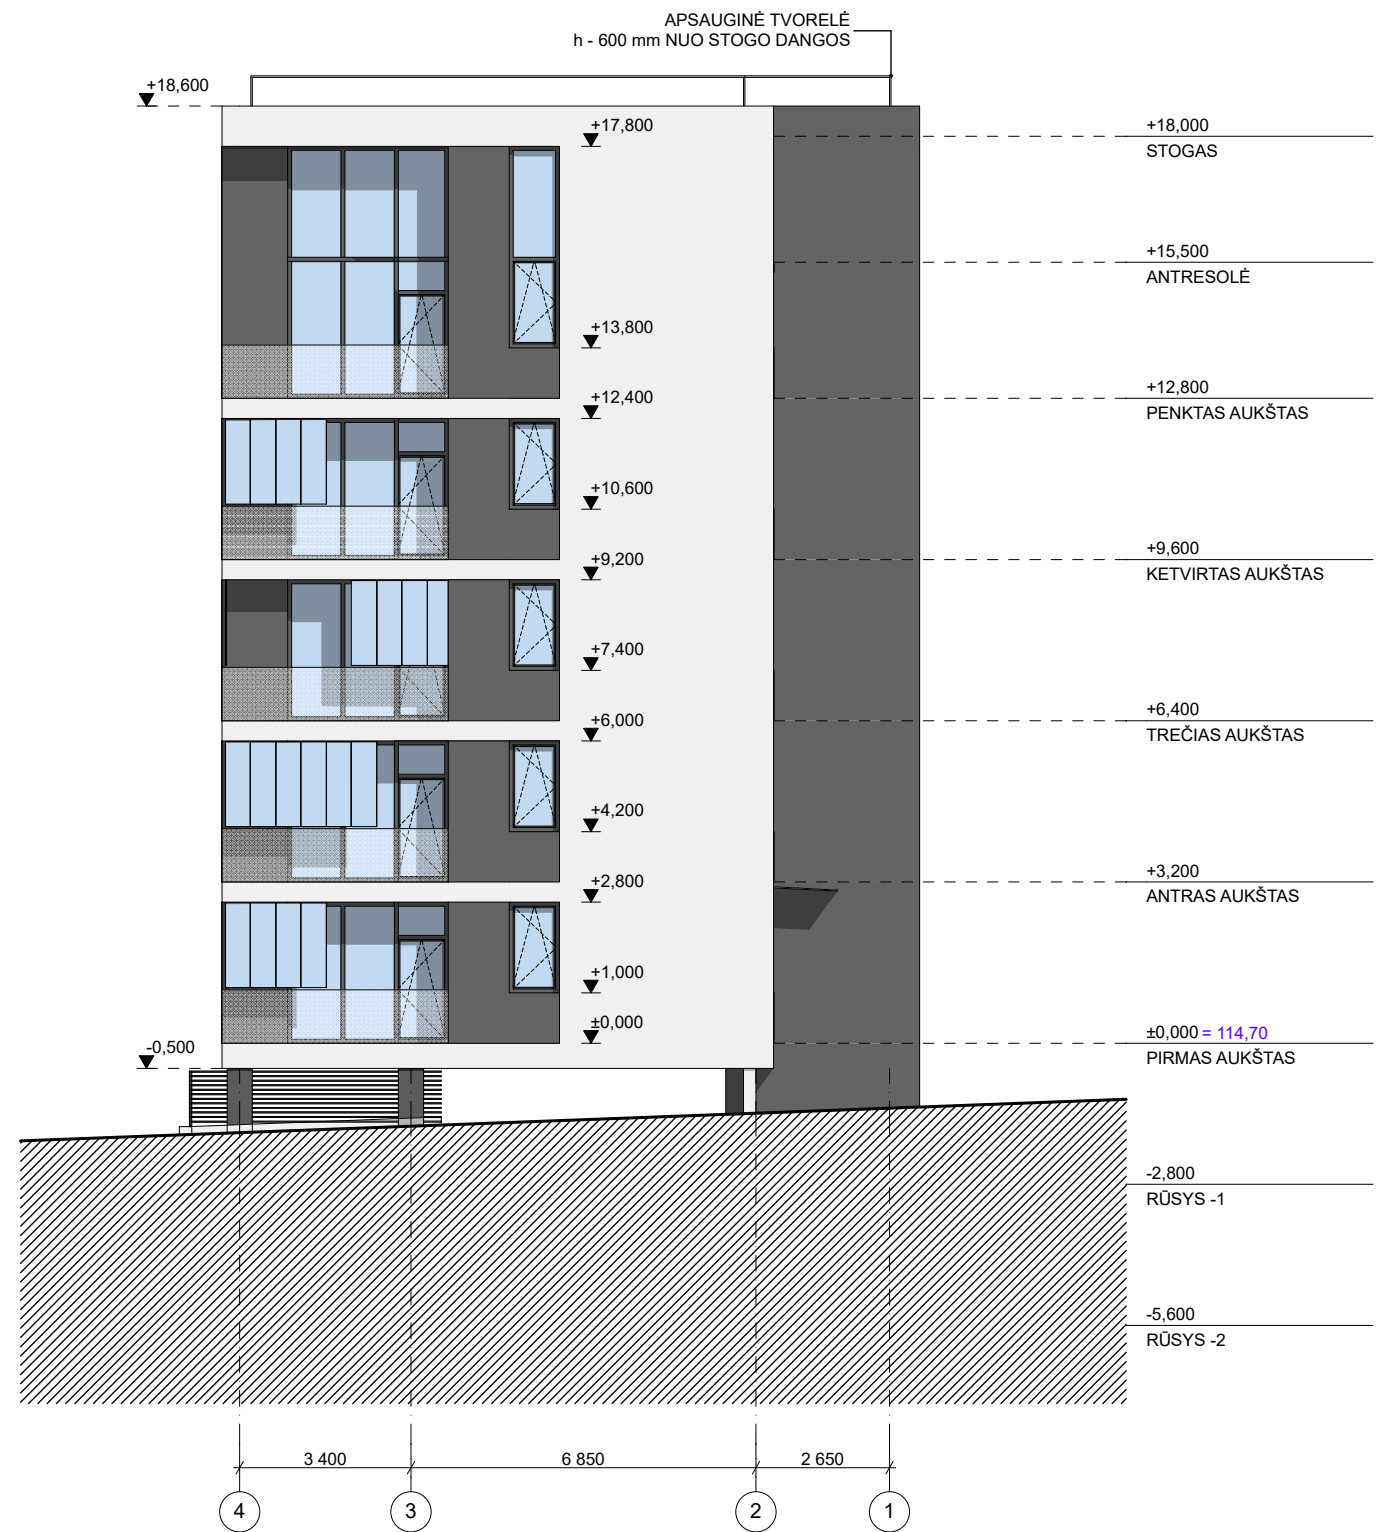 APSAUGINĖ TVORELĖ
h - 600 mm NUO STOGO DANGOS
+18,600
+17,800
+18,000
STOGAS
+15,500
ANTRESOLĖ
+13,800
+12,800
PENKTAS AUKŠTAS
+12,400
+10,600
+9,600
KETVIRTAS AUKŠTAS
+9,200
+7,400
+6,400
TREČIAS AUKŠTAS
+6,000
+4,200
+3,200
ANTRAS AUKŠTAS
+2,800
+1,000
±0,000
±0,000 = 114,70
PIRMAS AUKŠTAS
-0,500
-2,800
RŪSYS -1
-5,600
RŪSYS -2
3 400
6 850
2 650
4
3
2
1